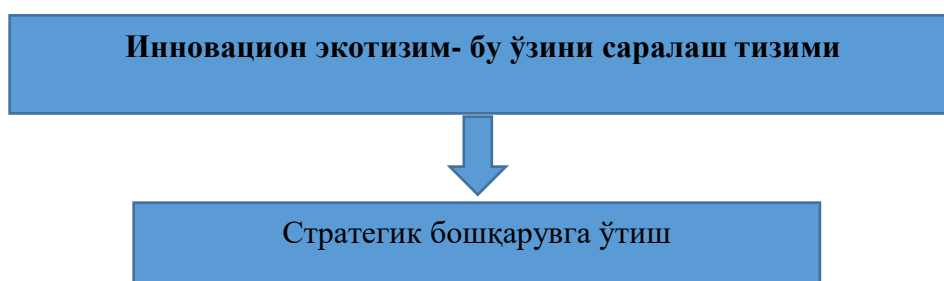 Инновацион экотизим- бу ўзини саралаш тизими
Стратегик бошқарувга ўтиш